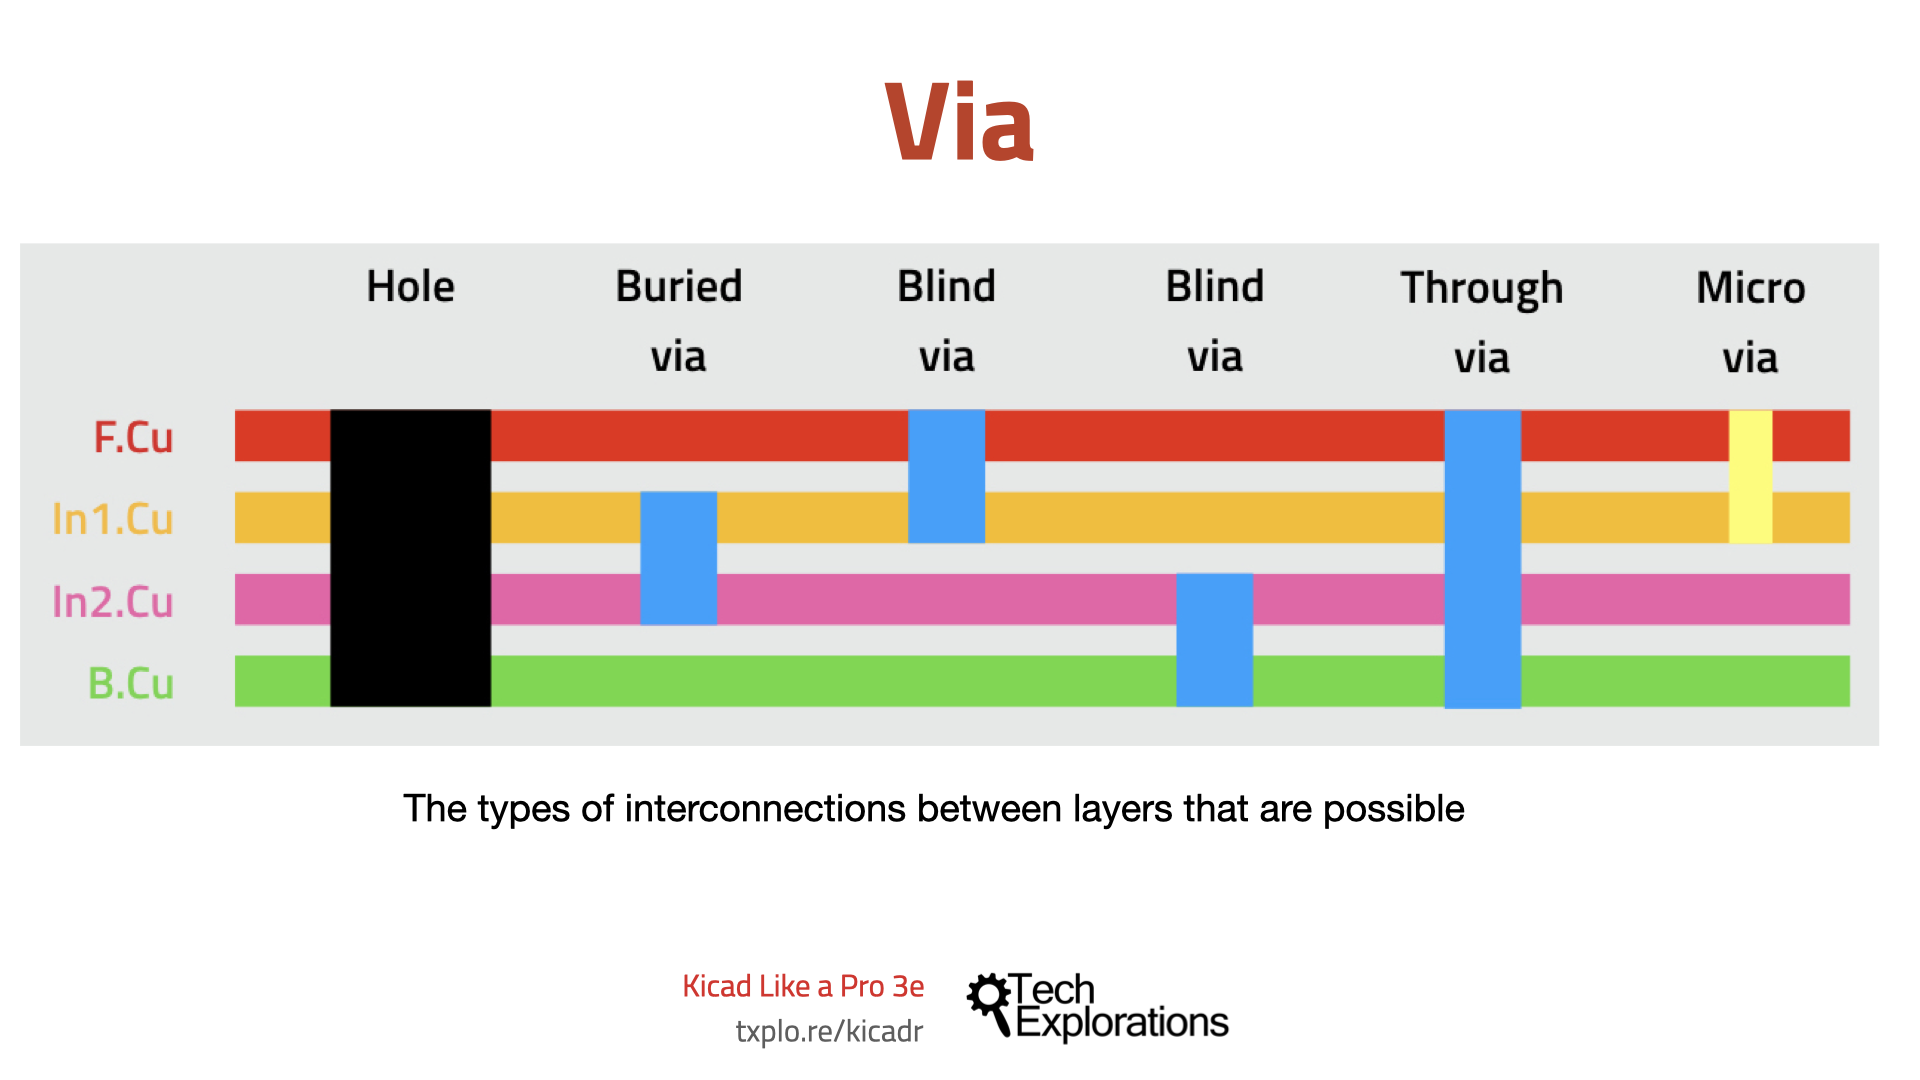 Via
Hole
Buried via
Blind via
Blind via
Through via
Micro via
F.Cu
In1.Cu
In2.Cu
B.Cu
The types of interconnections between layers that are possible
Kicad Like a Pro 3e
txplo.re/kicadr
Tech
Explorations